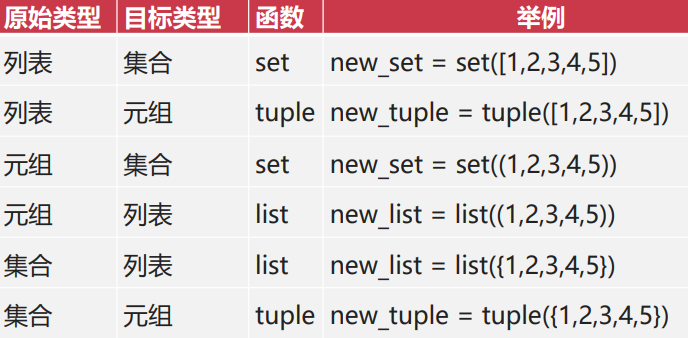 原始类型 目标类型 函数 举例
列表 集合 set new_set = set([1,2,3,4,5])
列表 元组 tuple new_tuple = tuple([1,2,3,4,5])
元组 集合 set new_set = set((1,2,3,4,5))
元组 列表 list new_list = list((1,2,3,4,5))
集合 列表 list new_list = list({1,2,3,4,5})
集合 元组 tuple new_tuple = tuple({1,2,3,4,5})